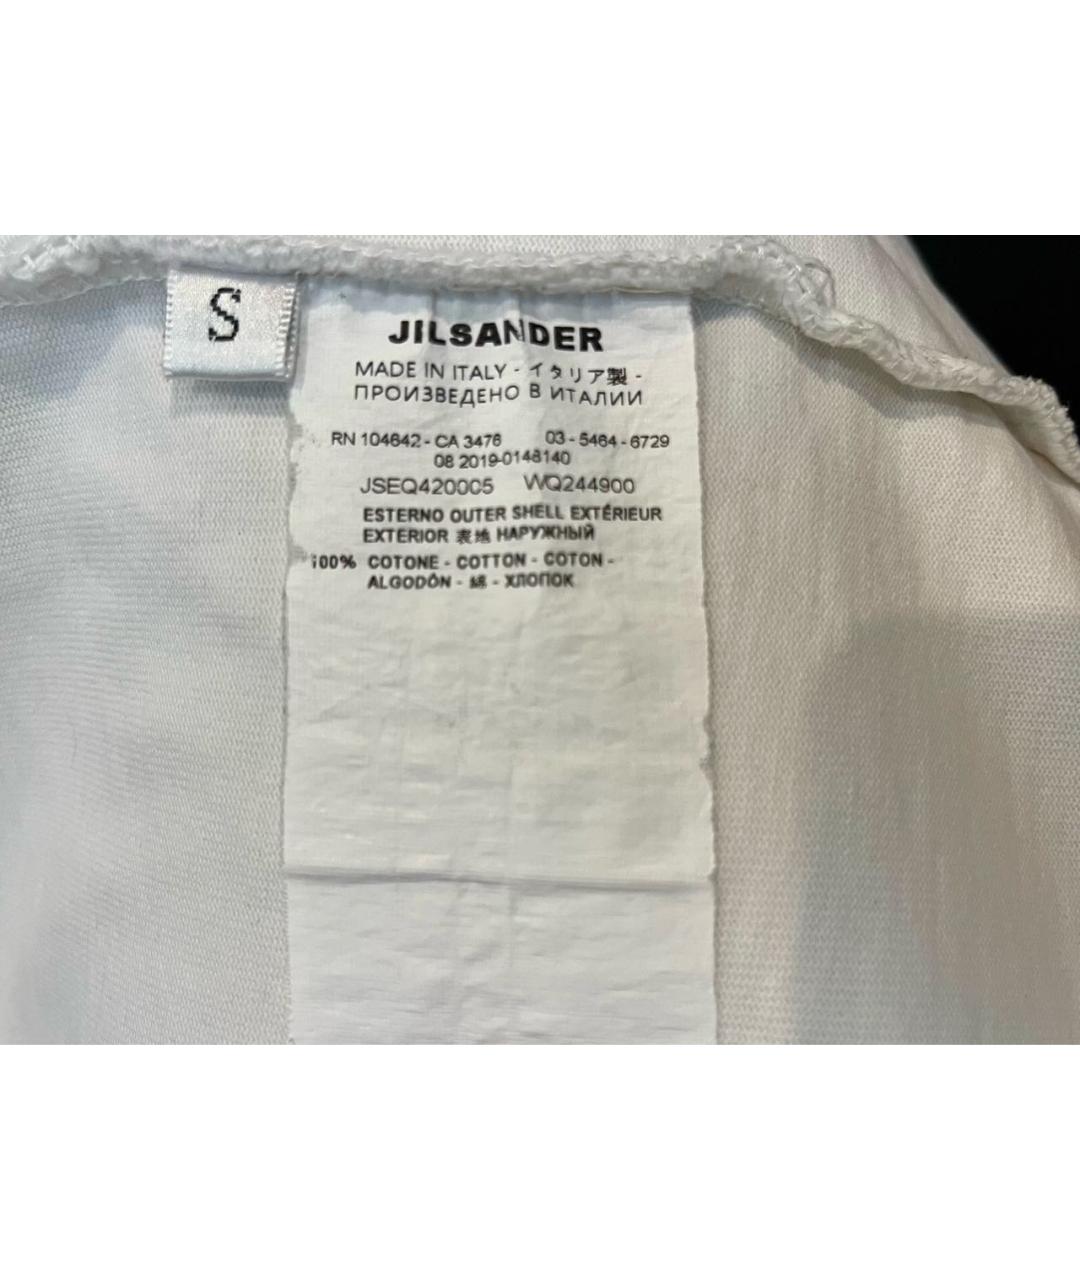 S
JILSANDER
MADE IN ITALY - イタリア製 -
ПРОИЗВЕДЕНО В ИТАЛИИ
RN 104642 - CA 3476 03 - 5464 - 6729
08 2019-0148140
JSEQ420005 WQ244900
ESTERNO OUTER SHELL EXTÉRIEUR
EXTERIOR 表地 НАРУЖНЫЙ
100% COTONE - COTTON - COTON -
ALGODÓN - 綿 - ХЛОПОК